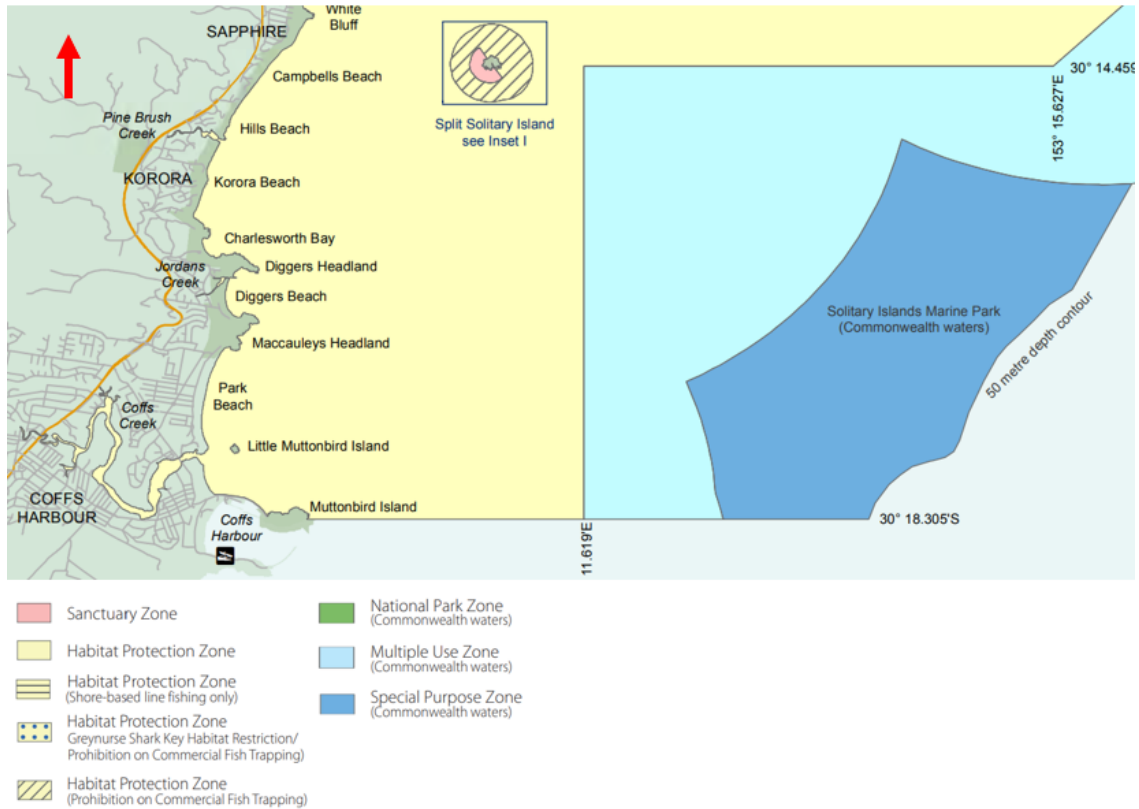 White
Bluff
SAPPHIRE
Campbells Beach
30° 14.459
153° 15.627'E
Pine Brush
Creek
Hills Beach
Split Solitary Island
see Inset I
KORORA
Korora Beach
Charlesworth Bay
Jordans
Creek
Diggers Headland
Diggers Beach
Solitary Islands Marine Park
(Commonwealth waters)
50 metre depth contour
Maccauleys Headland
Park
Beach
Coffs
Creek
Little Muttonbird Island
COFFS
HARBOUR
Muttonbird Island
Coffs
Harbour
30° 18.305'S
11.619'E
Sanctuary Zone
Habitat Protection Zone
Habitat Protection Zone
(Shore-based line fishing only)
Habitat Protection Zone
Greynurse Shark Key Habitat Restriction/
Prohibition on Commercial Fish Trapping)
Habitat Protection Zone
(Prohibition on Commercial Fish Trapping)
National Park Zone
(Commonwealth waters)
Multiple Use Zone
(Commonwealth waters)
Special Purpose Zone
(Commonwealth waters)